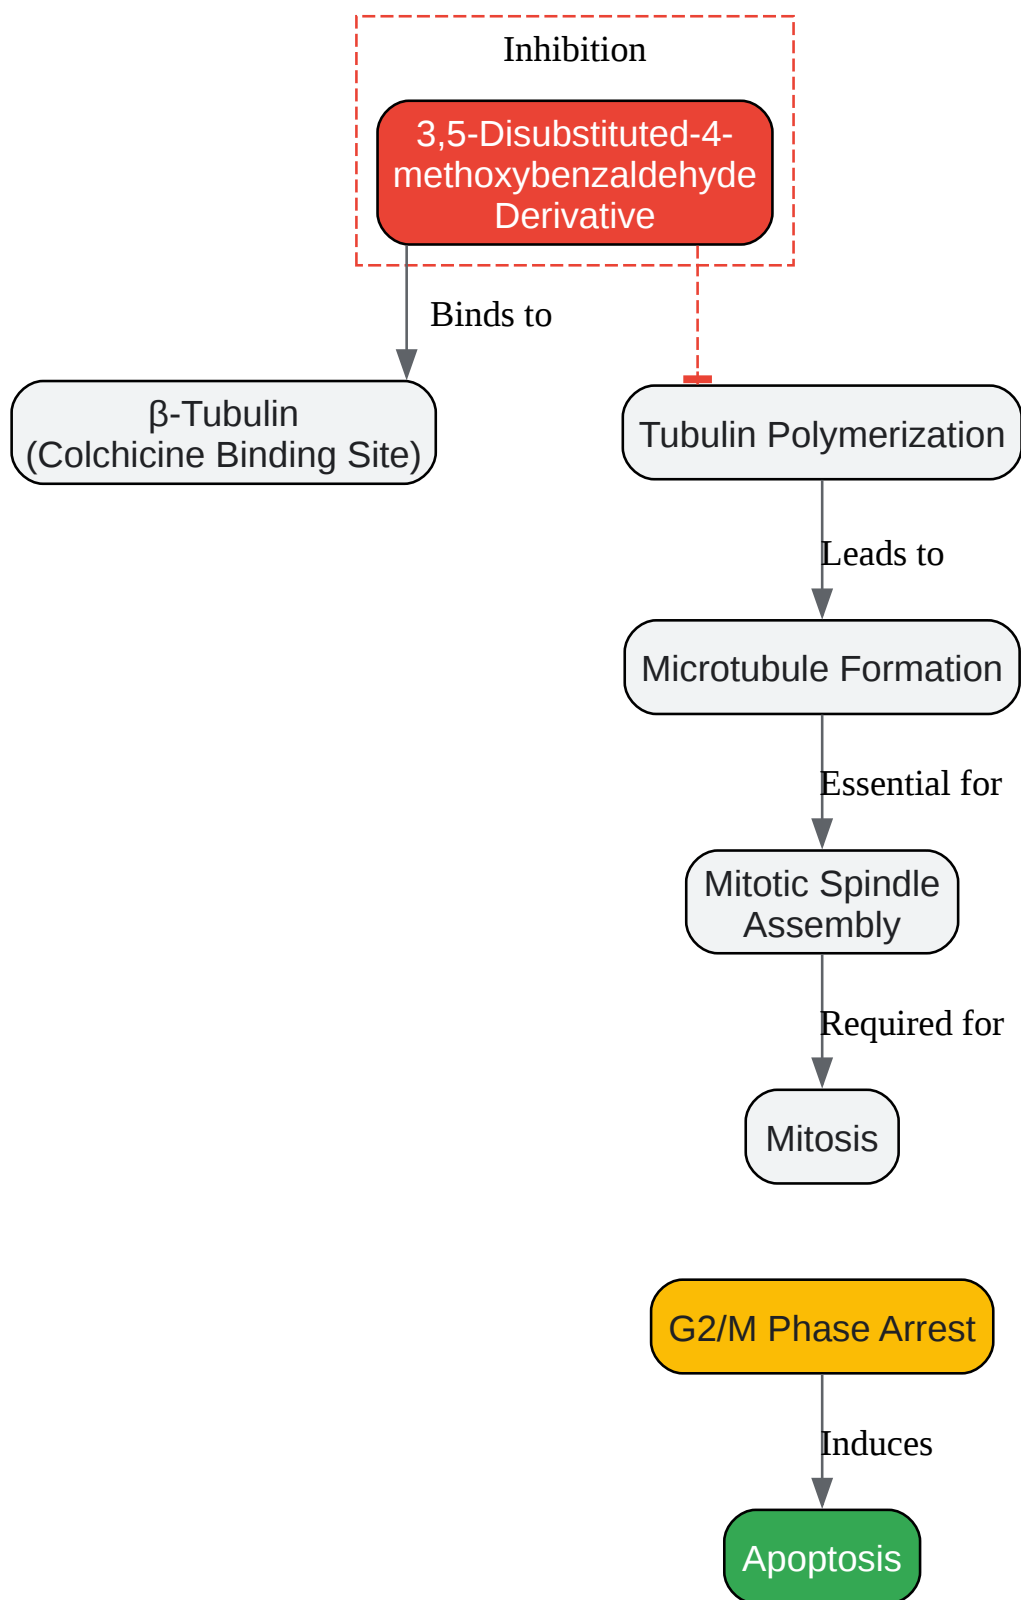 Inhibition
3,5-Disubstituted-4-
methoxybenzaldehyde
Derivative
Binds to
β-Tubulin
(Colchicine Binding Site)
Tubulin Polymerization
Leads to
Microtubule Formation
Essential for
Mitotic Spindle
Assembly
Required for
Mitosis
G2/M Phase Arrest
Induces
Apoptosis